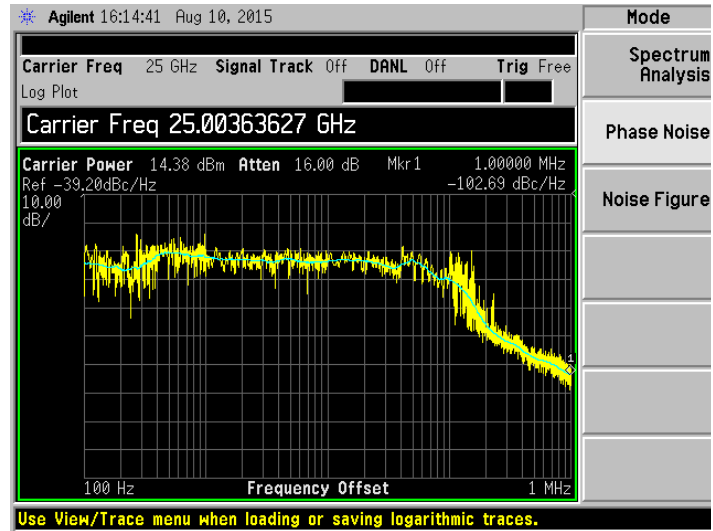 Agilent 16:14:41 Aug 10, 2015
Mode
Carrier Freq 25 GHz Signal Track Off DANL Off Trig Free
Log Plot
Carrier Freq 25.00363627 GHz
Carrier Power 14.38 dBm Atten 16.00 dB Mkr1 1.00000 MHz
Ref -39.20dBc/Hz -102.69 dBc/Hz
10.00
dB/
1
100 Hz Frequency Offset 1 MHz
Use View/Trace menu when loading or saving logarithmic traces.
Spectrum
Analysis
Phase Noise
Noise Figure